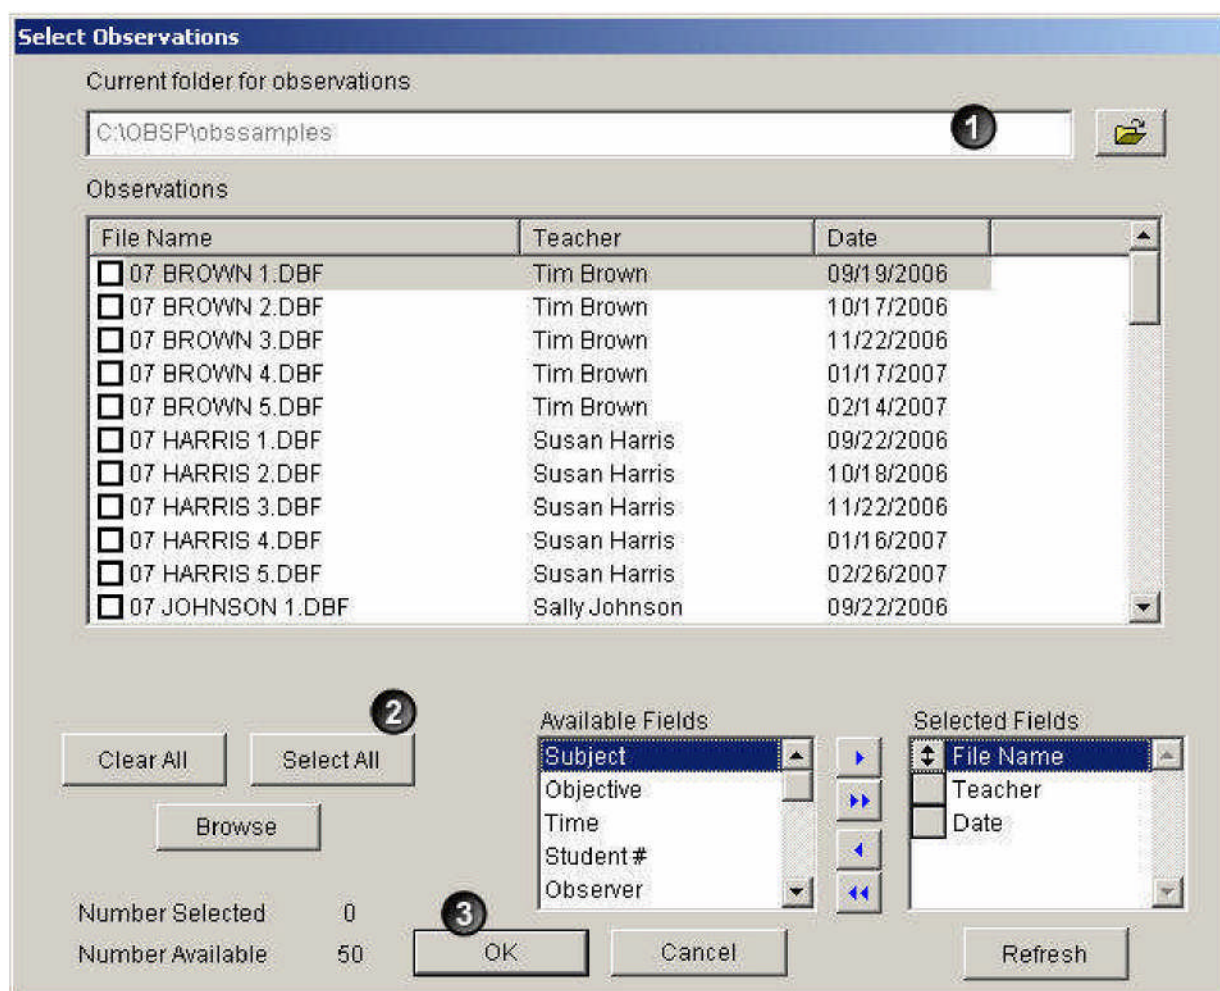 Select Observations
Current folder for observations
C:\OBSP\obssamples 1
Observations
File Name Teacher Date
07 BROWN 1.DBF Tim Brown 09/19/2006
07 BROWN 2.DBF Tim Brown 10/17/2006
07 BROWN 3.DBF Tim Brown 11/22/2006
07 BROWN 4.DBF Tim Brown 01/17/2007
07 BROWN 5.DBF Tim Brown 02/14/2007
07 HARRIS 1.DBF Susan Harris 09/22/2006
07 HARRIS 2.DBF Susan Harris 10/18/2006
07 HARRIS 3.DBF Susan Harris 11/22/2006
07 HARRIS 4.DBF Susan Harris 01/16/2007
07 HARRIS 5.DBF Susan Harris 02/26/2007
07 JOHNSON 1.DBF Sally Johnson 09/22/2006
2
Clear All Select All
Browse
Available Fields
Subject
Objective
Time
Student #
Observer
Selected Fields
File Name
Teacher
Date
Number Selected 0
Number Available 50
3
OK Cancel Refresh